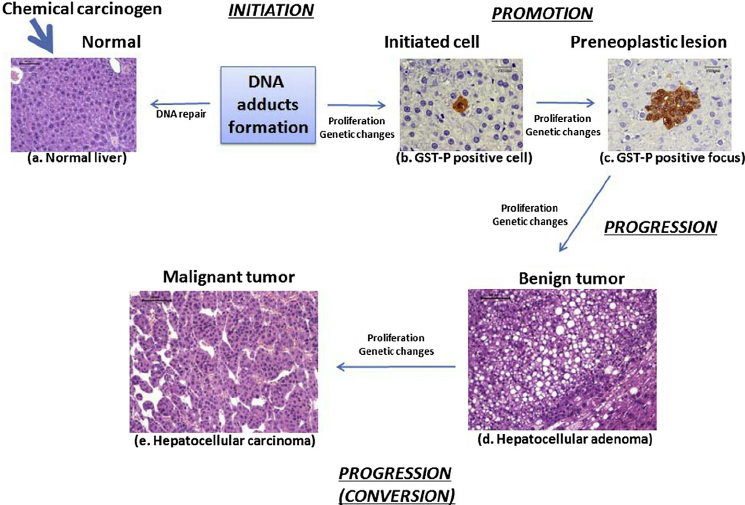 Chemical carcinogen
INITIATION
PROMOTION
Normal
Initiated cell
Preneoplastic lesion
DNA
adducts
formation
DNA repair
Proliferation
Genetic changes
Proliferation
Genetic changes
(a. Normal liver)
(b. GST-P positive cell)
(c. GST-P positive focus)
Proliferation
Genetic changes
PROGRESSION
Malignant tumor
Benign tumor
Proliferation
Genetic changes
(e. Hepatocellular carcinoma)
(d. Hepatocellular adenoma)
PROGRESSION
(CONVERSION)